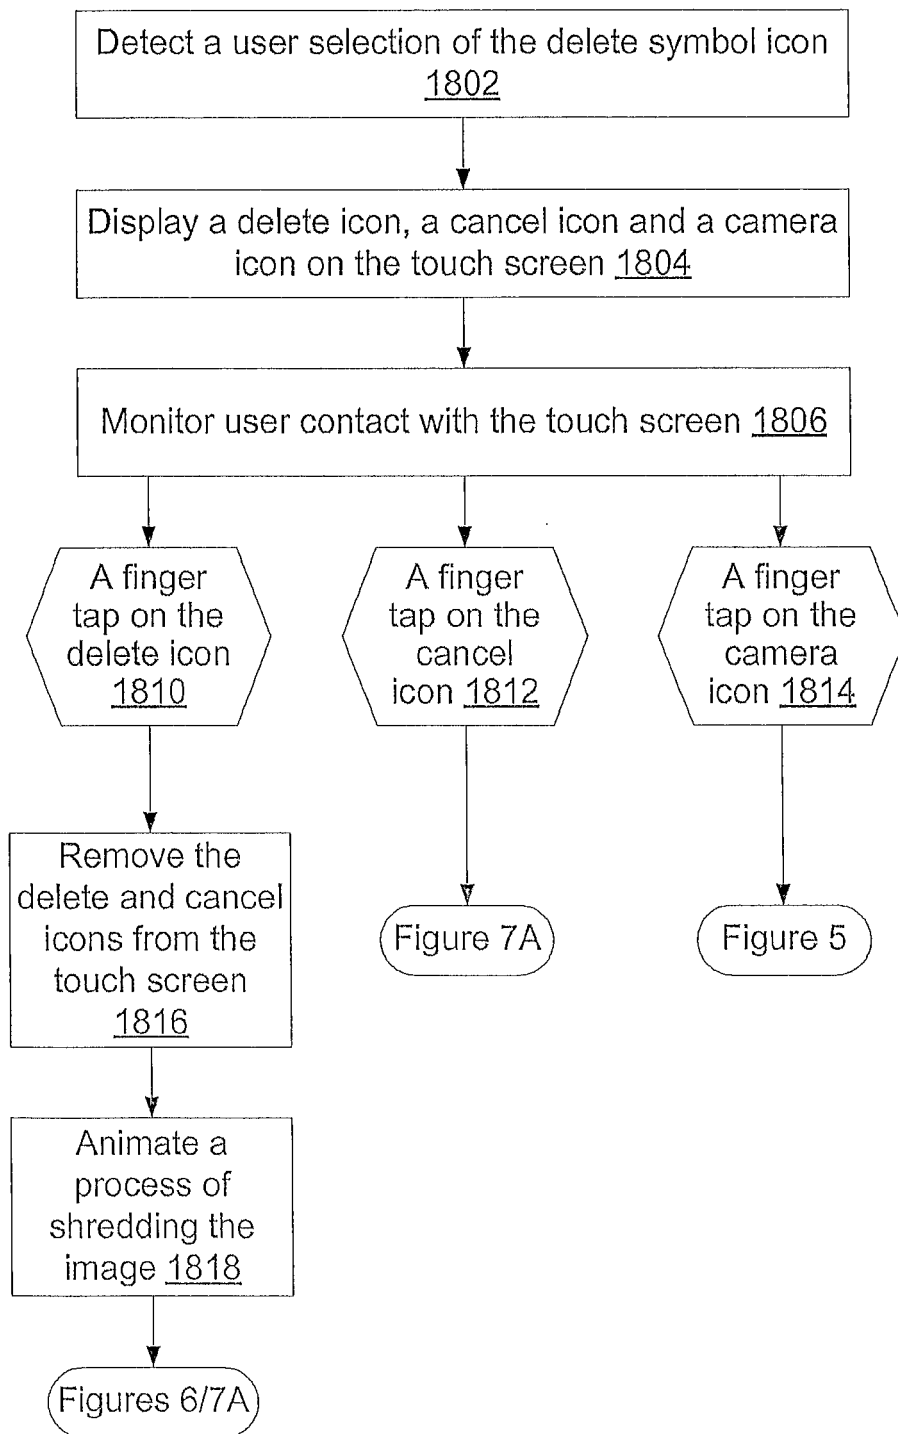 Detect a user selection of the delete symbol icon
1802
Display a delete icon, a cancel icon and a camera
icon on the touch screen 1804
Monitor user contact with the touch screen 1806
A finger
tap on the
delete icon
1810
A finger
tap on the
cancel
icon 1812
A finger
tap on the
camera
icon 1814
Remove the
delete and cancel
icons from the
touch screen
1816
Figure 7A
Figure 5
Animate a
process of
shredding the
image 1818
Figures 6/7A